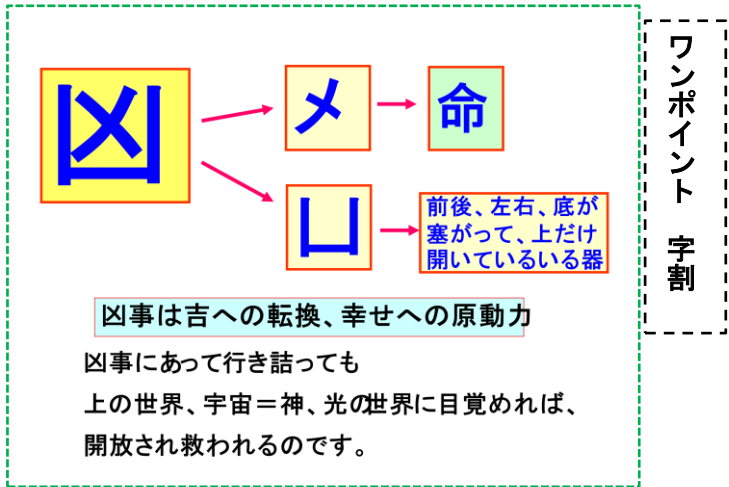 凶
メ
命
凵
前後、左右、底が
塞がって、上だけ
開いているいる器
凶事は吉への転換、幸せへの原動力
凶事にあって行き詰っても
上の世界、宇宙＝神、光の世界に目覚めれば、
開放され救われるのです。
ワンポイント　字割